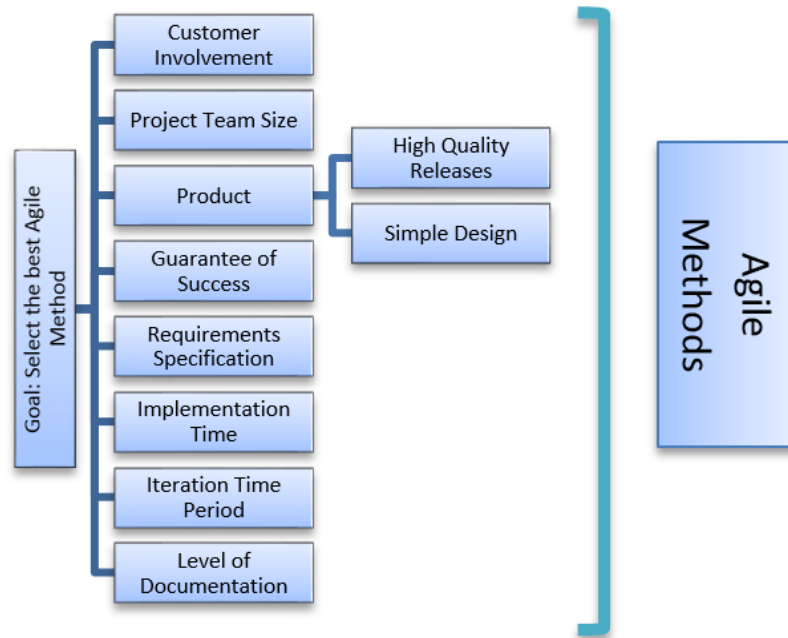 Goal: Select the best Agile
Method
Customer
Involvement
Project Team Size
Product
High Quality
Releases
Simple Design
Guarantee of
Success
Requirements
Specification
Implementation
Time
Iteration Time
Period
Level of
Documentation
Agile
Methods